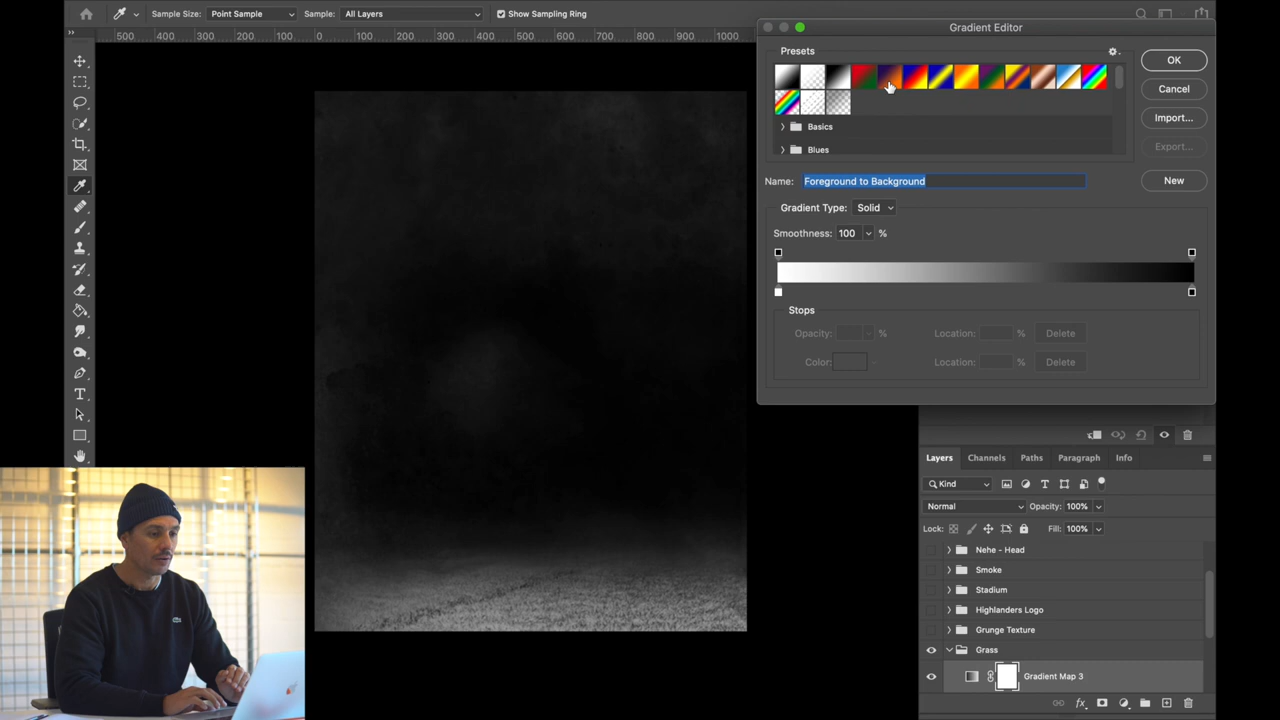 Sample Size: Point Sample Sample: All Layers Show Sampling Ring
500 400 300 200 100 0 100 200 300 400 500 600 700 800 900 1000
Gradient Editor
Presets
OK
Cancel
Import...
Export...
Basics
Blues
Name: Foreground to Background
New
Gradient Type: Solid
Smoothness: 100 %
Stops
Opacity: % Location: % Delete
Color: Location: % Delete
Layers Channels Paths Paragraph Info
Kind
Normal Opacity: 100%
Lock: Fill: 100%
Nehe - Head
Smoke
Stadium
Highlanders Logo
Grunge Texture
Grass
Gradient Map 3
fx